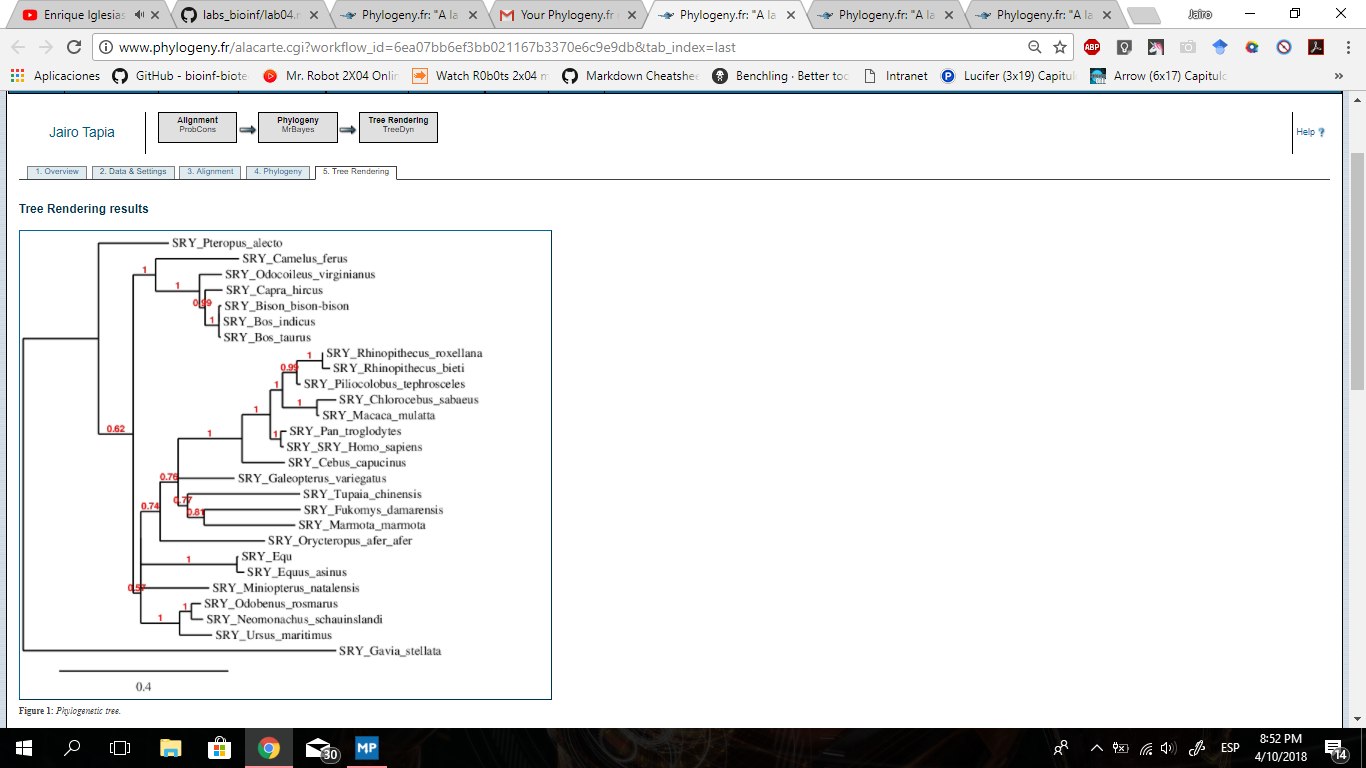 Enrique Iglesias
labs_bioinf/lab04.r
Phylogeny.fr: "A la
Your Phylogeny.fr
Phylogeny.fr: "A la
Phylogeny.fr: "A la
Phylogeny.fr: "A la
Jairo
www.phylogeny.fr/alacarte.cgi?workflow_id=6ea07bb6ef3bb021167b3370e6c9e9db&tab_index=last
ABP
Aplicaciones
GitHub - bioinf-biote
Mr. Robot 2X04 Onlin
Watch R0b0ts 2x04 m
Markdown Cheatshee
Benchling · Better too
Intranet
Lucifer (3x19) Capitul
Arrow (6x17) Capitulo
»
Jairo Tapia
Alignment
ProbCons
Phylogeny
MrBayes
Tree Rendering
TreeDyn
Help ?
1. Overview
2. Data & Settings
3. Alignment
4. Phylogeny
5. Tree Rendering
Tree Rendering results
SRY_Pteropus_alecto
SRY_Camelus_ferus
1
SRY_Odocoileus_virginianus
1
SRY_Capra_hircus
0.99
SRY_Bison_bison-bison
1
SRY_Bos_indicus
SRY_Bos_taurus
1
SRY_Rhinopithecus_roxellana
0.99
SRY_Rhinopithecus_bieti
1
SRY_Piliocolobus_tephrosceles
1
SRY_Chlorocebus_sabaeus
1
SRY_Macaca_mulatta
0.62
1
1
SRY_Pan_troglodytes
SRY_SRY_Homo_sapiens
SRY_Cebus_capucinus
0.76
SRY_Galeopterus_variegatus
0.77
SRY_Tupaia_chinensis
0.74
0.81
SRY_Fukomys_damarensis
SRY_Marmota_marmota
SRY_Orycteropus_afer_afer
1
SRY_Equ
SRY_Equus_asinus
0.57
SRY_Miniopterus_natalensis
1
SRY_Odobenus_rosmarus
1
SRY_Neomonachus_schauinslandi
SRY_Ursus_maritimus
SRY_Gavia_stellata
0.4
Figure 1: Phylogenetic tree.
30
MP
ESP
8:52 PM
4/10/2018
14